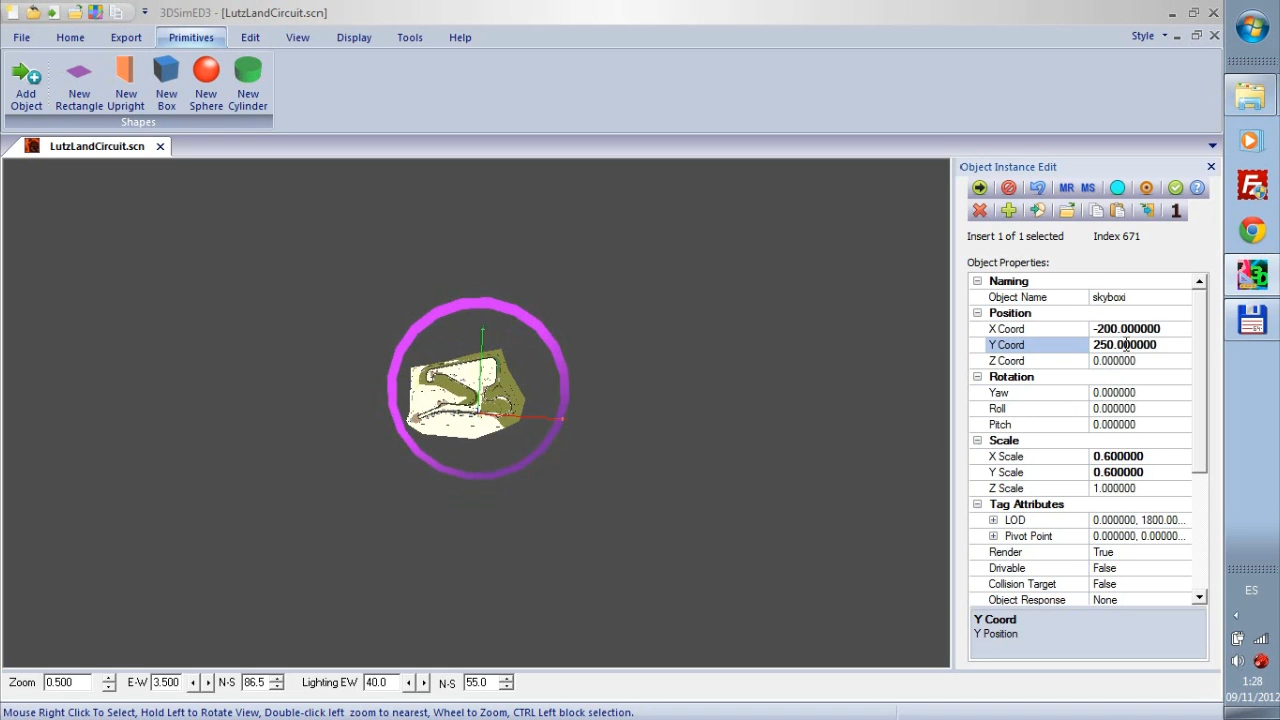 3DSimED3 - [LutzLandCircuit.scn]
File Home Export Primitives Edit View Display Tools Help Style
Add Object New Rectangle New Upright New Box New Sphere New Cylinder
Shapes
LutzLandCircuit.scn
Object Instance Edit
MR MS
1
Insert 1 of 1 selected Index 671
Object Properties:
Naming
Object Name skyboxi
Position
X Coord -200.000000
Y Coord 250.000000
Z Coord 0.000000
Rotation
Yaw 0.000000
Roll 0.000000
Pitch 0.000000
Scale
X Scale 0.600000
Y Scale 0.600000
Z Scale 1.000000
Tag Attributes
LOD 0.000000, 1800.00...
Pivot Point 0.000000, 0.00000...
Render True
Drivable False
Collision Target False
Object Response None
Y Coord
Y Position
Zoom 0.500 E-W 3.500 N-S 86.5 Lighting EW 40.0 N-S 55.0
Mouse Right Click To Select, Hold Left to Rotate View, Double-click left zoom to nearest, Wheel to Zoom, CTRL Left block selection.
ES
1:28
09/11/2012